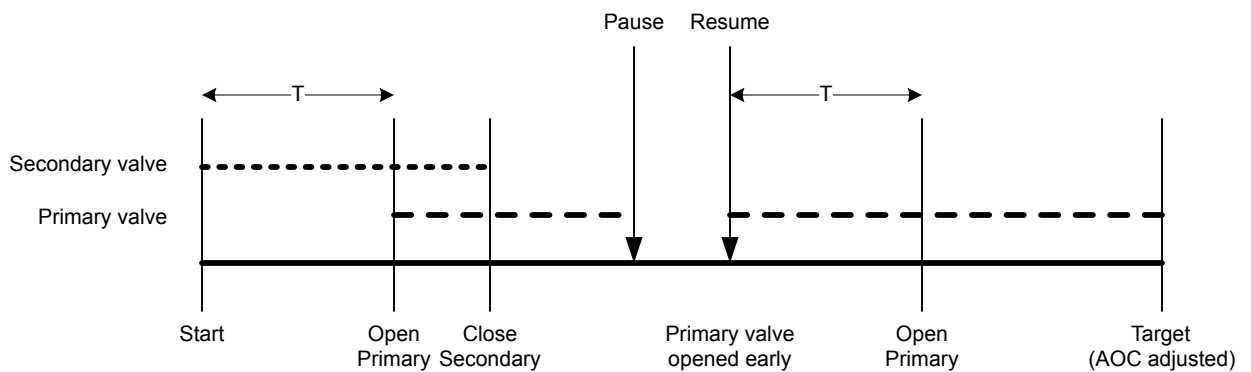 Pause
Resume
T
T
Secondary valve
Primary valve
Start
Open
Primary
Close
Secondary
Primary valve
opened early
Open
Primary
Target
(AOC adjusted)